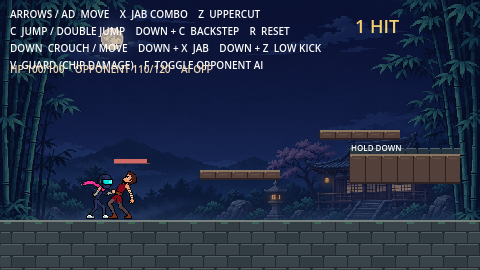 ARROWS / AD  MOVE    X  JAB COMBO    Z  UPPERCUT
1 HIT
C  JUMP / DOUBLE JUMP    DOWN + C  BACKSTEP    R  RESET
DOWN  CROUCH / MOVE    DOWN + X  JAB    DOWN + Z  LOW KICK
V  GUARD (CHIP DAMAGE)    F  TOGGLE OPPONENT AI
HP 100/100    OPPONENT 110/120    AI OFF
HOLD DOWN